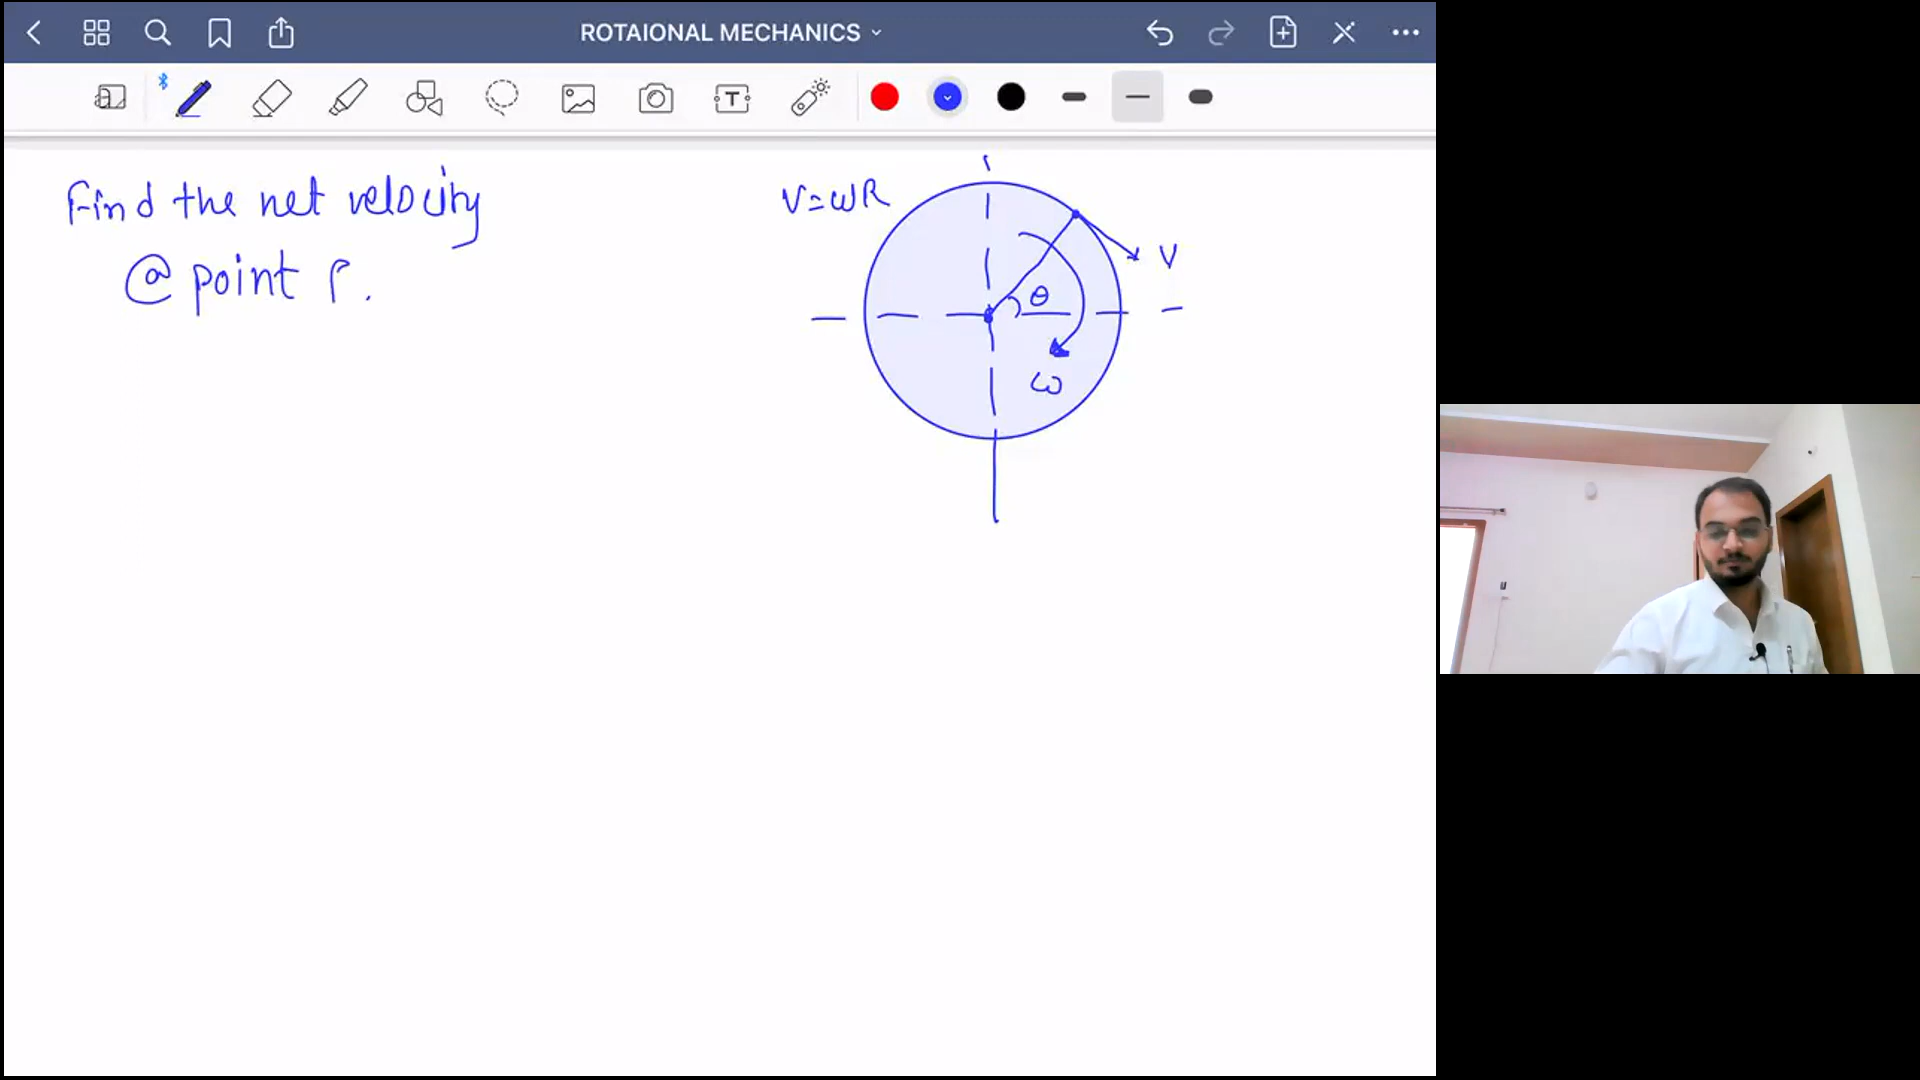 ROTAIONAL MECHANICS
Find the net velocity
@ point P.
V=ωR
V
θ
ω